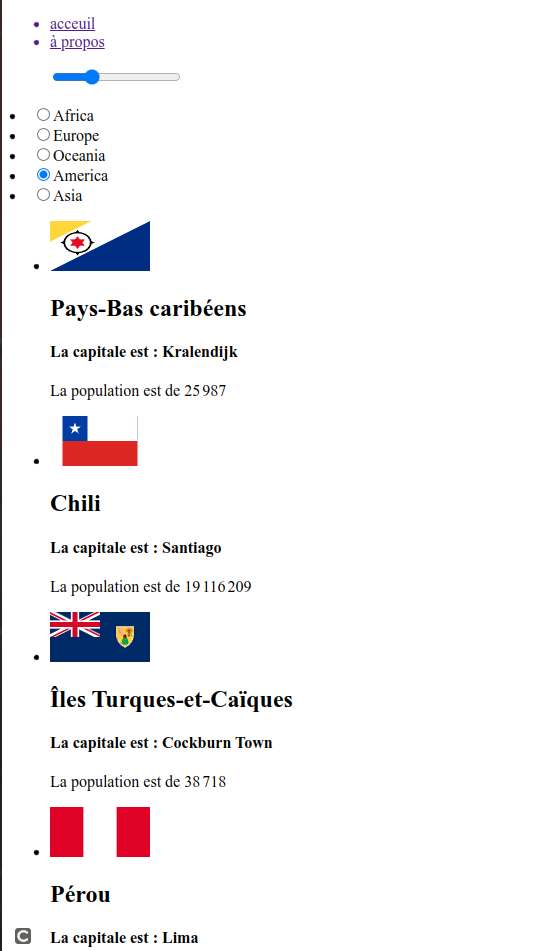 acceuil
à propos
Africa
Europe
Oceania
America
Asia
Pays-Bas caribéens
La capitale est : Kralendijk
La population est de 25 987
Chili
La capitale est : Santiago
La population est de 19 116 209
Îles Turques-et-Caïques
La capitale est : Cockburn Town
La population est de 38 718
Pérou
C La capitale est : Lima